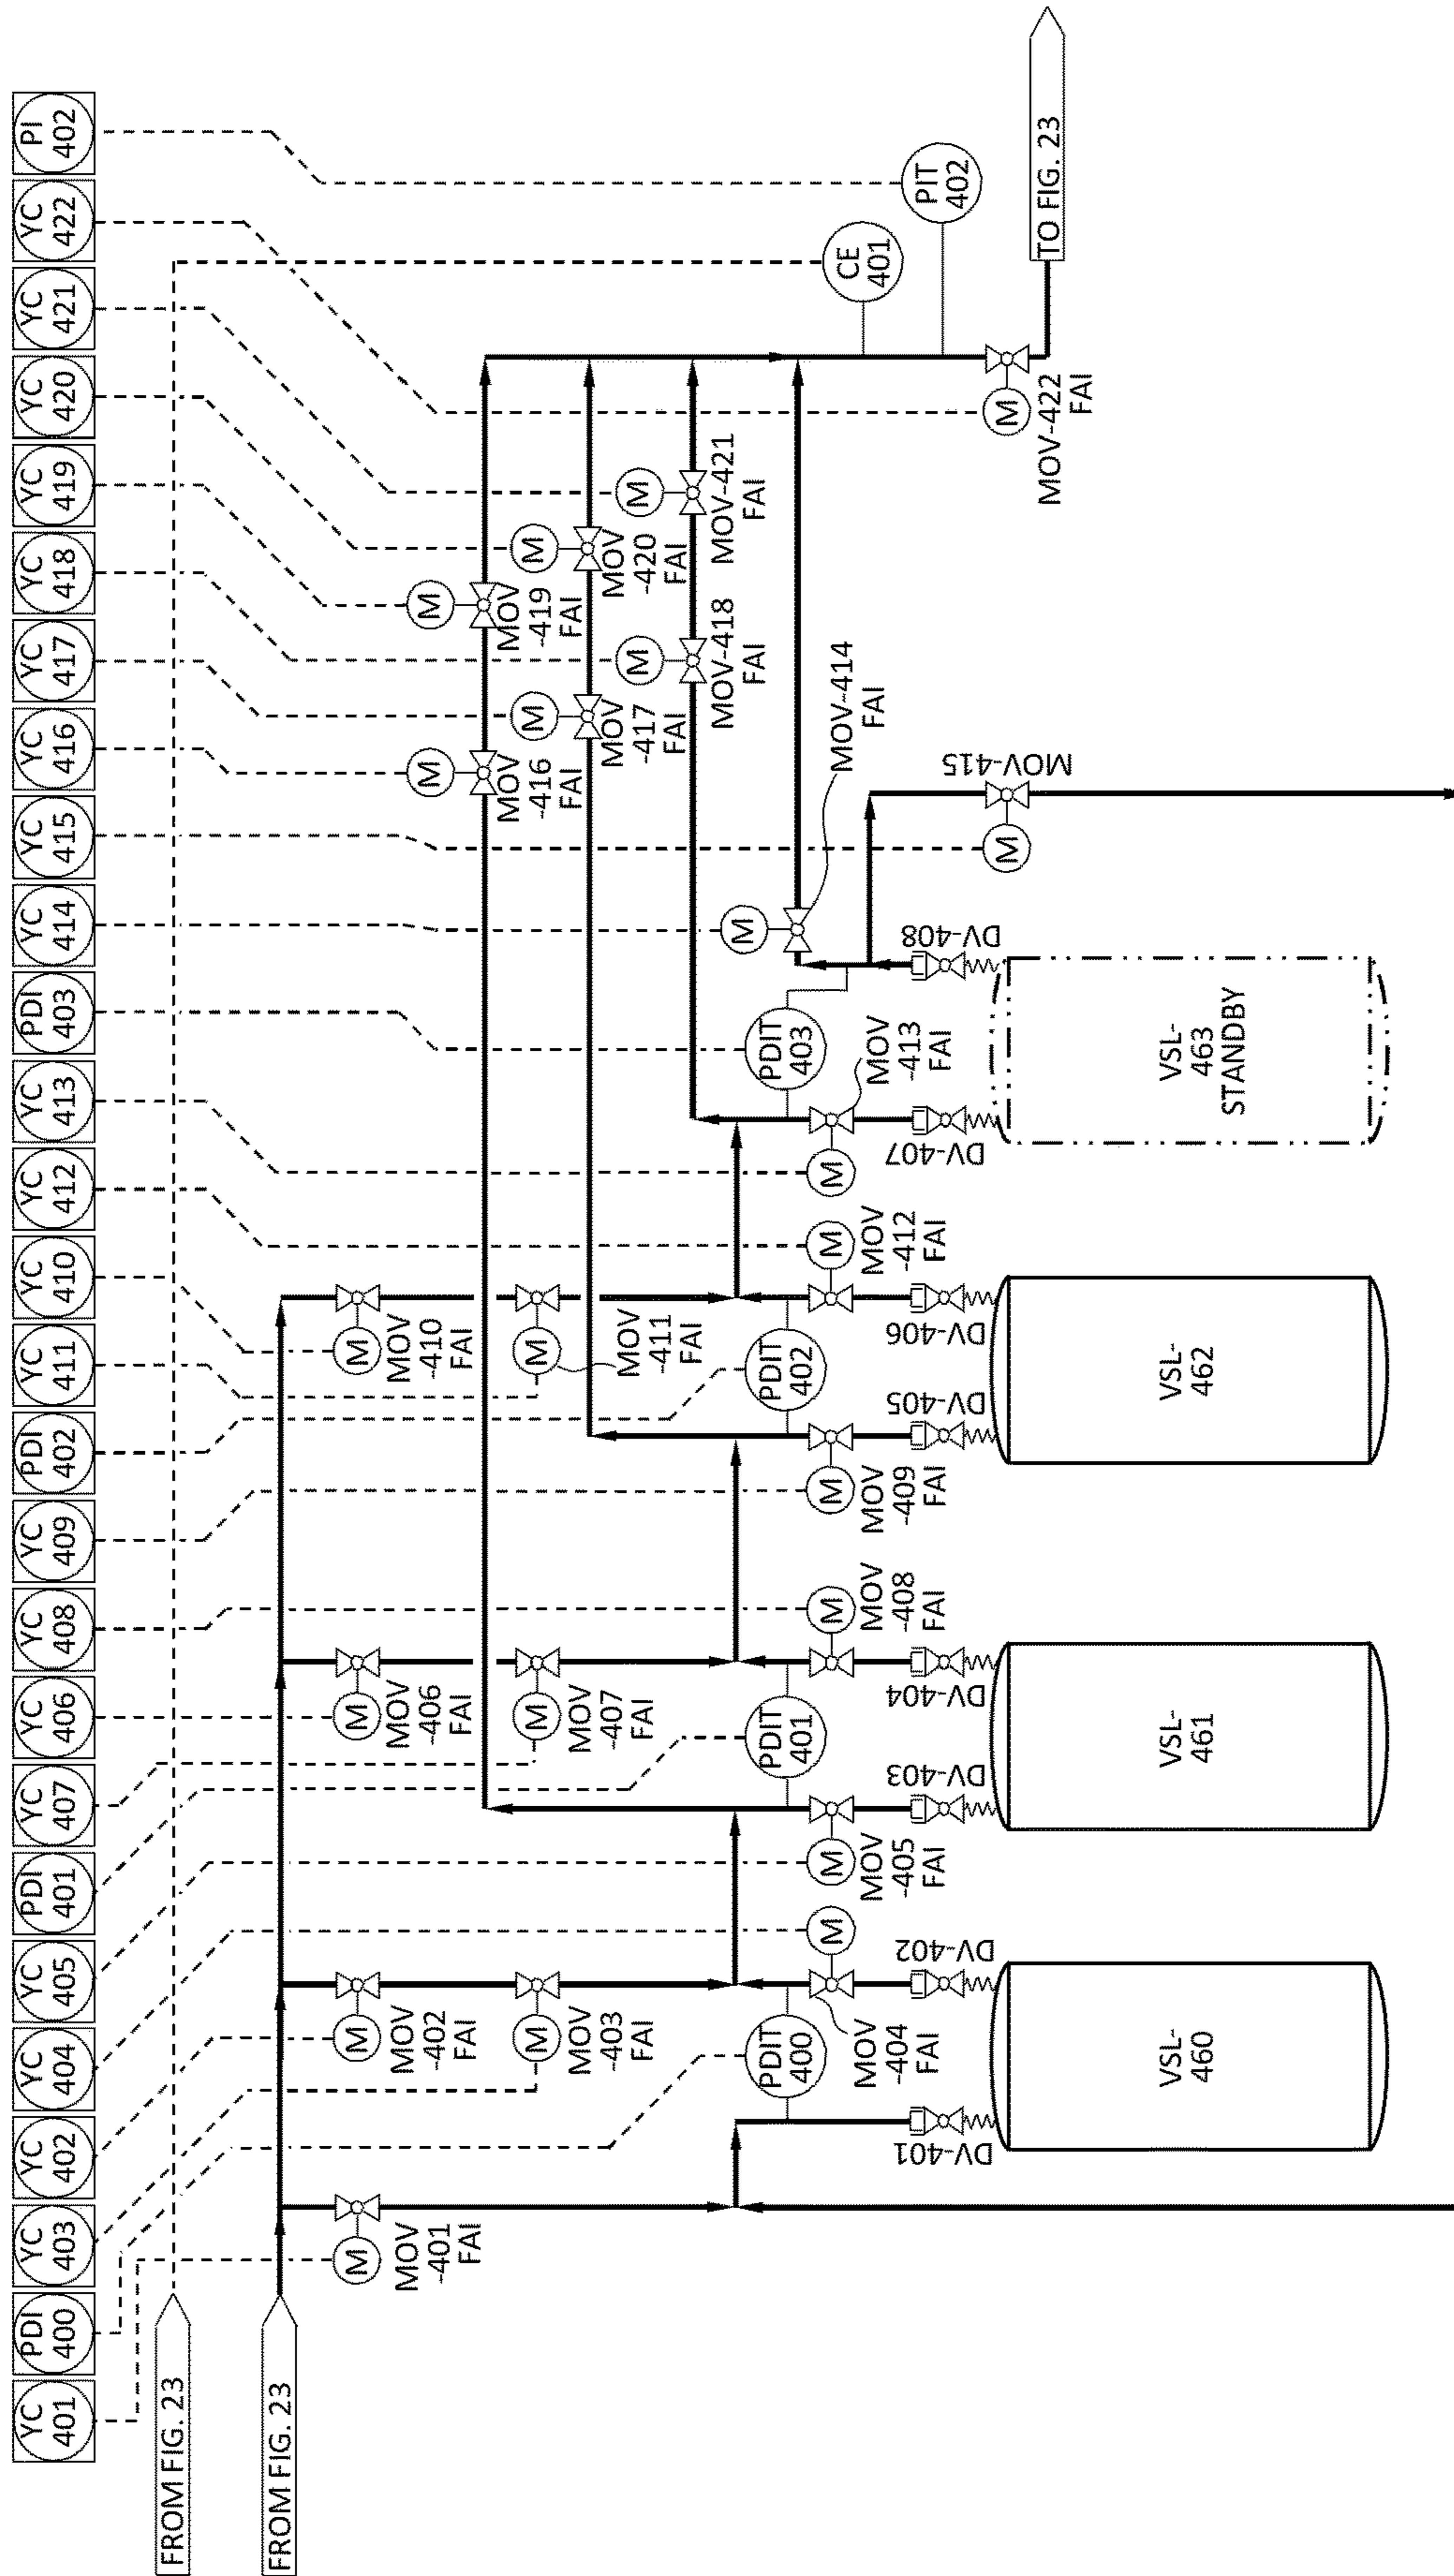 YC
401
PDI
400
YC
403
YC
402
YC
404
YC
405
PDI
401
YC
407
YC
406
YC
408
YC
409
PDI
402
YC
411
YC
410
YC
412
YC
413
PDI
403
YC
414
YC
415
YC
416
YC
417
YC
418
YC
419
YC
420
YC
421
YC
422
PI
402
FROM FIG. 23
FROM FIG. 23
M
MOV
-401
FAI
M
MOV
-402
FAI
M
MOV
-403
FAI
M
MOV
-406
FAI
M
MOV
-407
FAI
M
MOV
-410
FAI
M
MOV
-411
FAI
M
MOV
-416
FAI
M
MOV
-419
FAI
M
MOV
-417
FAI
M
MOV
-420
FAI
M
MOV-418
FAI
M
MOV-421
FAI
CE
401
PIT
402
M
MOV-422
FAI
TO FIG. 23
PDIT
400
M
MOV
-404
FAI
M
MOV
-405
FAI
PDIT
401
M
MOV
-408
FAI
M
MOV
-409
FAI
PDIT
402
M
MOV
-412
FAI
M
MOV
-413
FAI
PDIT
403
M
MOV-414
FAI
M
MOV-415
DV-401
DV-402
DV-403
DV-404
DV-405
DV-406
DV-407
DV-408
VSL-
460
VSL-
461
VSL-
462
VSL-
463
STANDBY